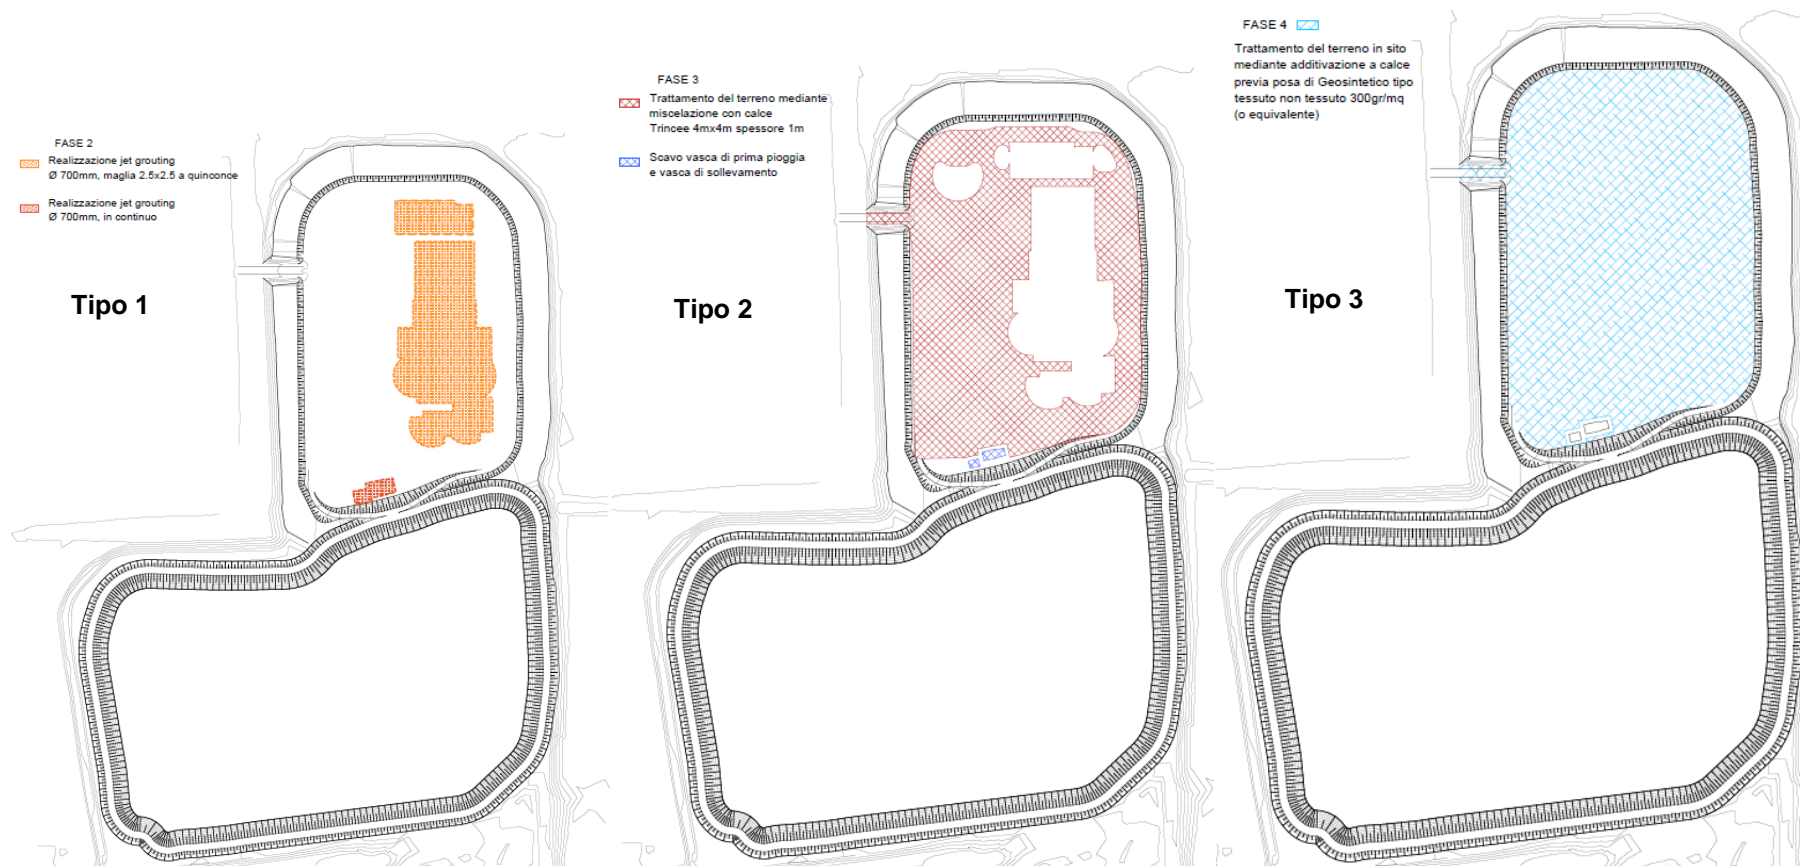 FASE 2
Realizzazione jet grouting
Ø 700mm, maglia 2.5x2.5 a quinconce
Realizzazione jet grouting
Ø 700mm, in continuo
Tipo 1
FASE 3
Trattamento del terreno mediante
miscelazione con calce
Trincee 4mx4m spessore 1m
Scavo vasca di prima pioggia
e vasca di sollevamento
Tipo 2
FASE 4
Trattamento del terreno in sito
mediante additivazione a calce
previa posa di Geosintetico tipo
tessuto non tessuto 300gr/mq
(o equivalente)
Tipo 3